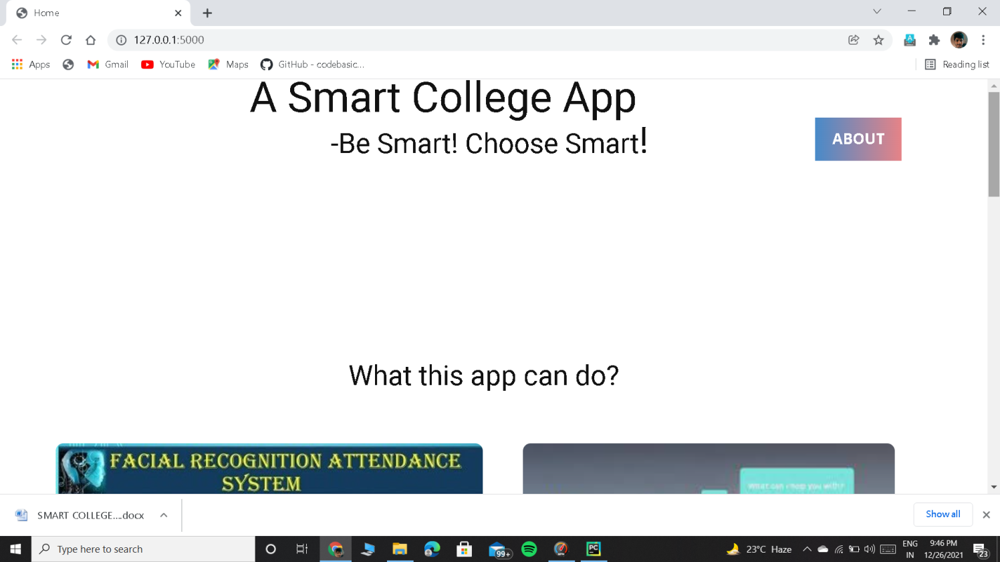 Home
127.0.0.1:5000
Apps
Gmail
YouTube
Maps
GitHub - codebasic...
Reading list
A Smart College App
-Be Smart! Choose Smart!
ABOUT
What this app can do?
FACIAL RECOGNITION ATTENDANCE
SYSTEM
What can i help you with?
SMART COLLEGE....docx
Show all
Type here to search
99+
PC
23°C Haze
ENG
IN
9:46 PM
12/26/2021
23